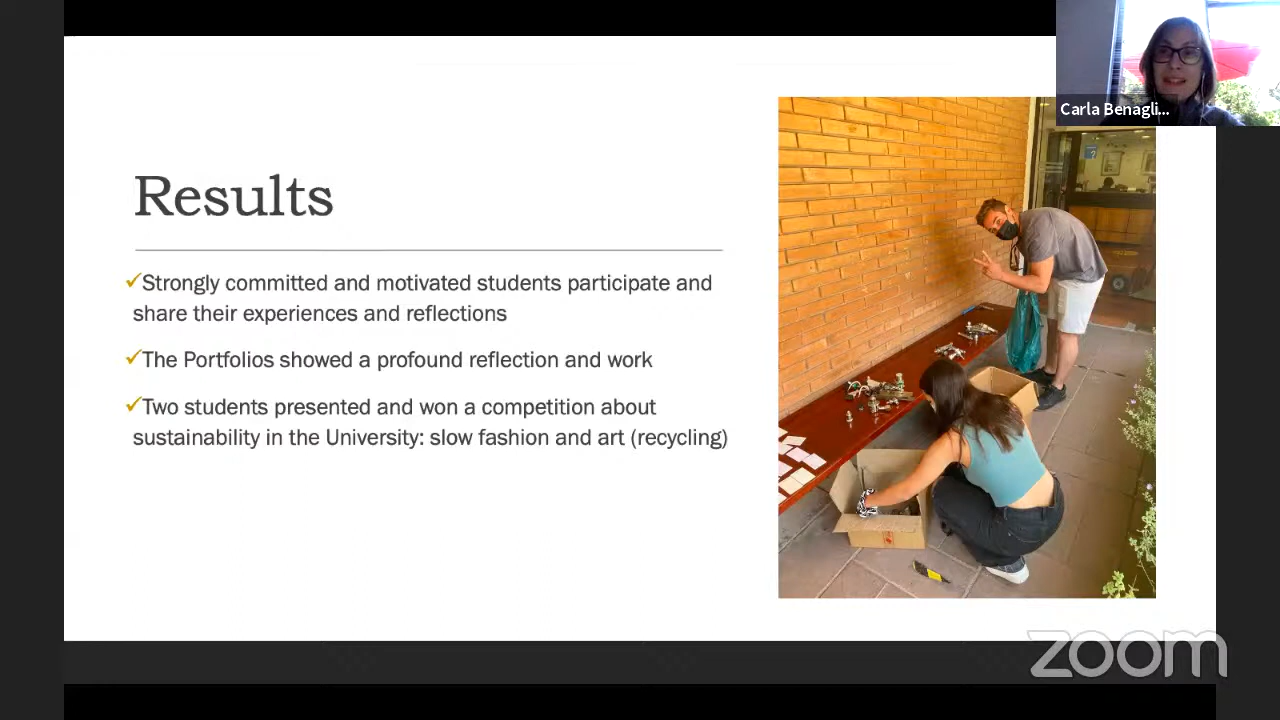 Carla Benagli...
Results
✓Strongly committed and motivated students participate and
share their experiences and reflections
✓The Portfolios showed a profound reflection and work
✓Two students presented and won a competition about
sustainability in the University: slow fashion and art (recycling)
zoom